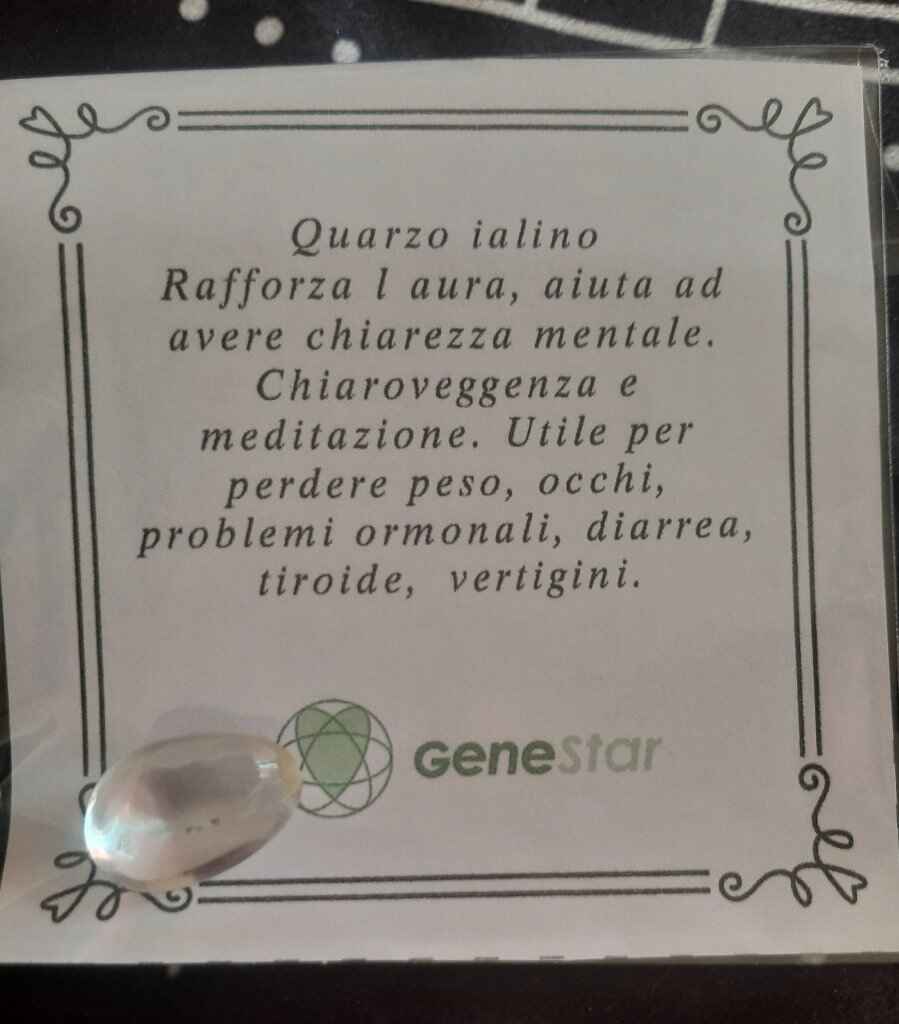 Quarzo ialino
Rafforza l aura, aiuta ad
avere chiarezza mentale.
Chiaroveggenza e
meditazione. Utile per
perdere peso, occhi,
problemi ormonali, diarrea,
tiroide, vertigini.
GeneStar